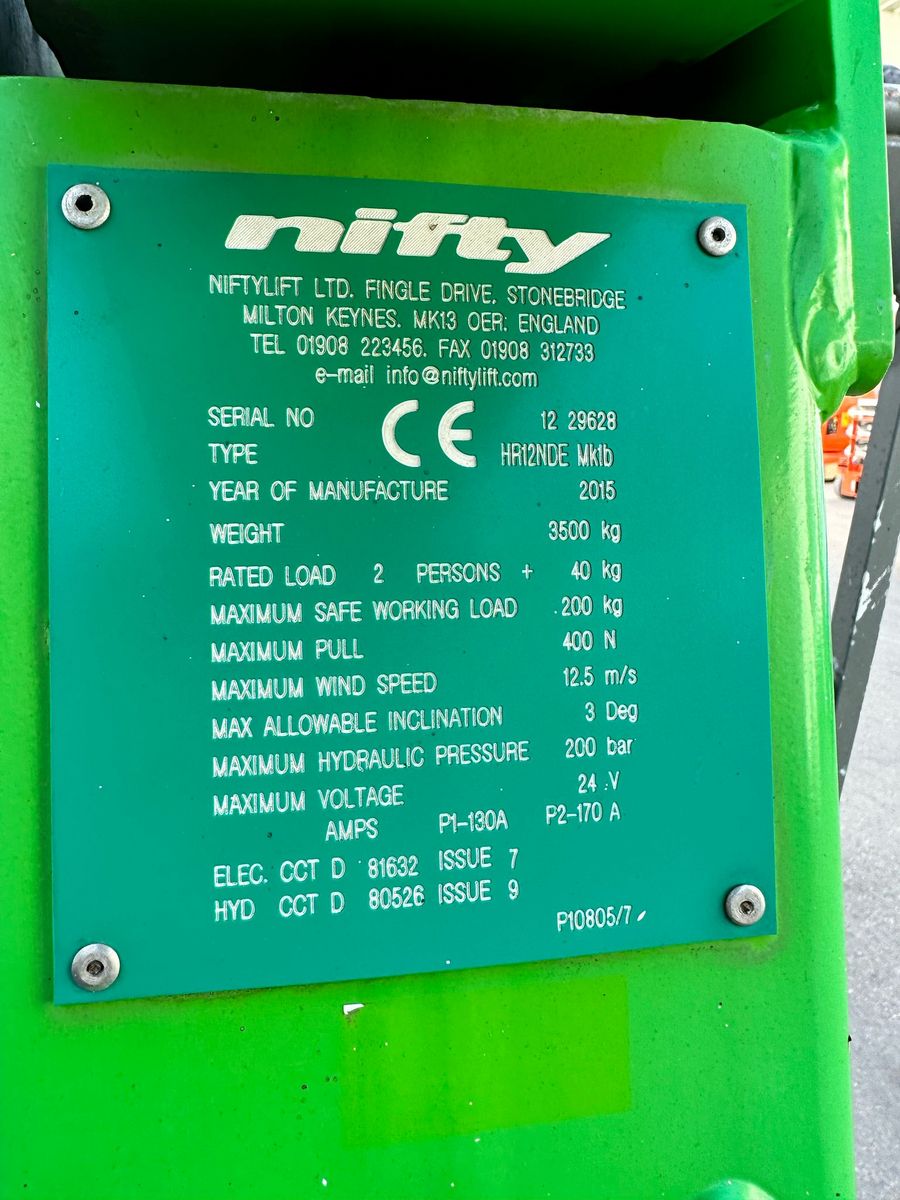 nifty
NIFTYLIFT LTD. FINGLE DRIVE. STONEBRIDGE
MILTON KEYNES. MK13 OER: ENGLAND
TEL 01908 223456. FAX 01908 312733
e-mail info@niftylift.com
SERIAL NO CE 12 29628
TYPE HR12NDE Mk1b
YEAR OF MANUFACTURE 2015
WEIGHT 3500 kg
RATED LOAD 2 PERSONS + 40 kg
MAXIMUM SAFE WORKING LOAD 200 kg
MAXIMUM PULL 400 N
MAXIMUM WIND SPEED 12.5 m/s
MAX ALLOWABLE INCLINATION 3 Deg
MAXIMUM HYDRAULIC PRESSURE 200 bar
MAXIMUM VOLTAGE 24 V
AMPS P1-130A P2-170 A
ELEC. CCT D 81632 ISSUE 7
HYD CCT D 80526 ISSUE 9
P10805/7